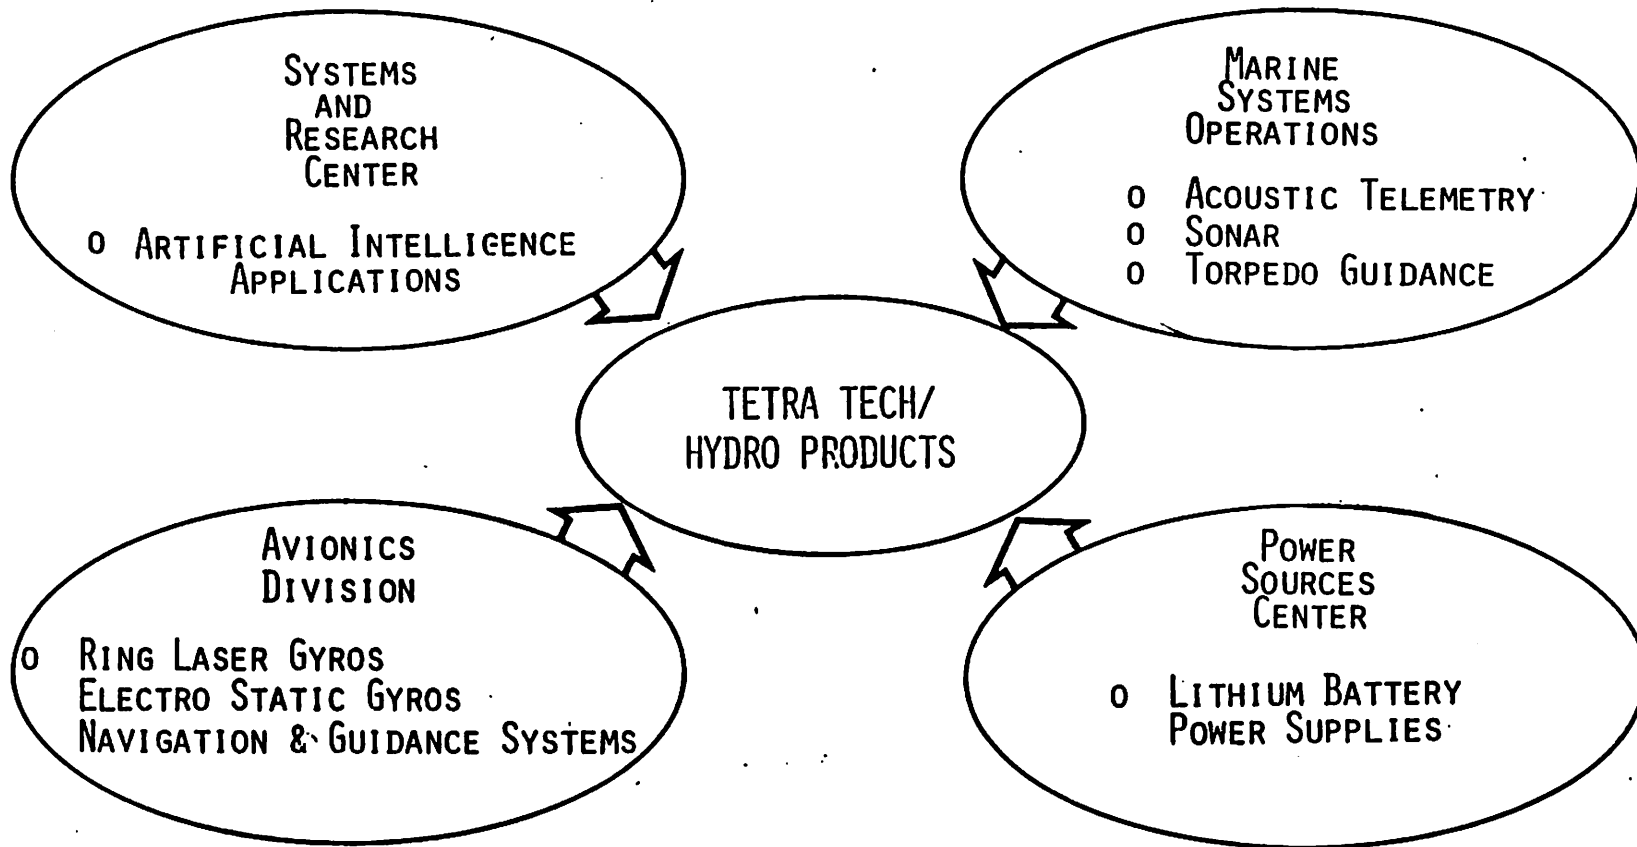 SYSTEMS
AND
RESEARCH
CENTER
o ARTIFICIAL INTELLIGENCE
APPLICATIONS
MARINE
SYSTEMS
OPERATIONS
o ACOUSTIC TELEMETRY
o SONAR
o TORPEDO GUIDANCE
TETRA TECH/
HYDRO PRODUCTS
AVIONICS
DIVISION
o RING LASER GYROS
ELECTRO STATIC GYROS
NAVIGATION & GUIDANCE SYSTEMS
POWER
SOURCES
CENTER
o LITHIUM BATTERY
POWER SUPPLIES